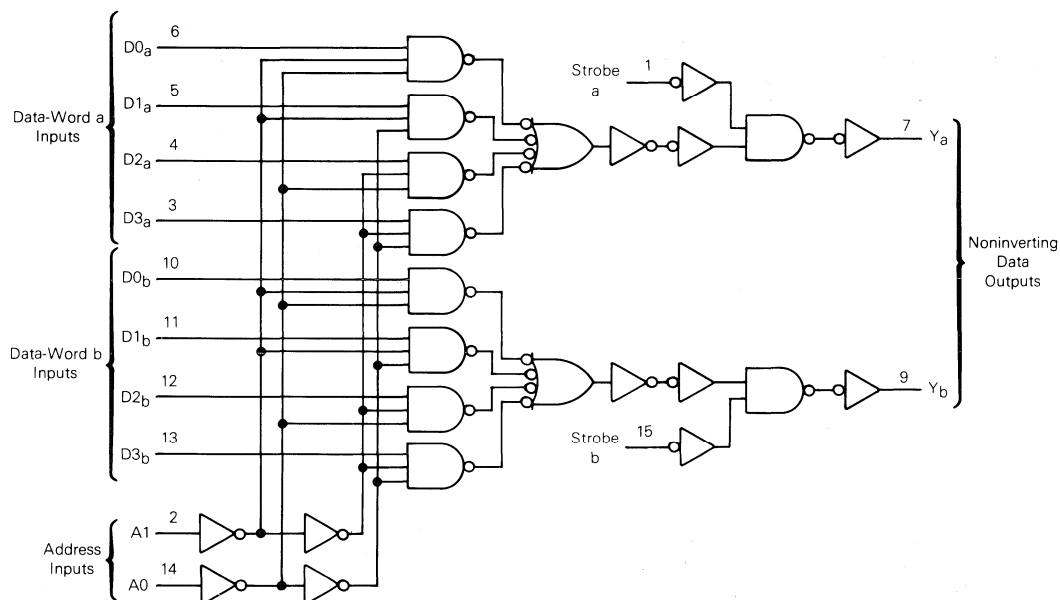 6
D0a
5
D1a
Data-Word a
Inputs
4
D2a
3
D3a
Strobe
a
1
7
Ya
10
D0b
11
D1b
Data-Word b
Inputs
12
D2b
13
D3b
Noninverting
Data
Outputs
9
Yb
Strobe
b
15
Address
Inputs
A1
2
A0
14